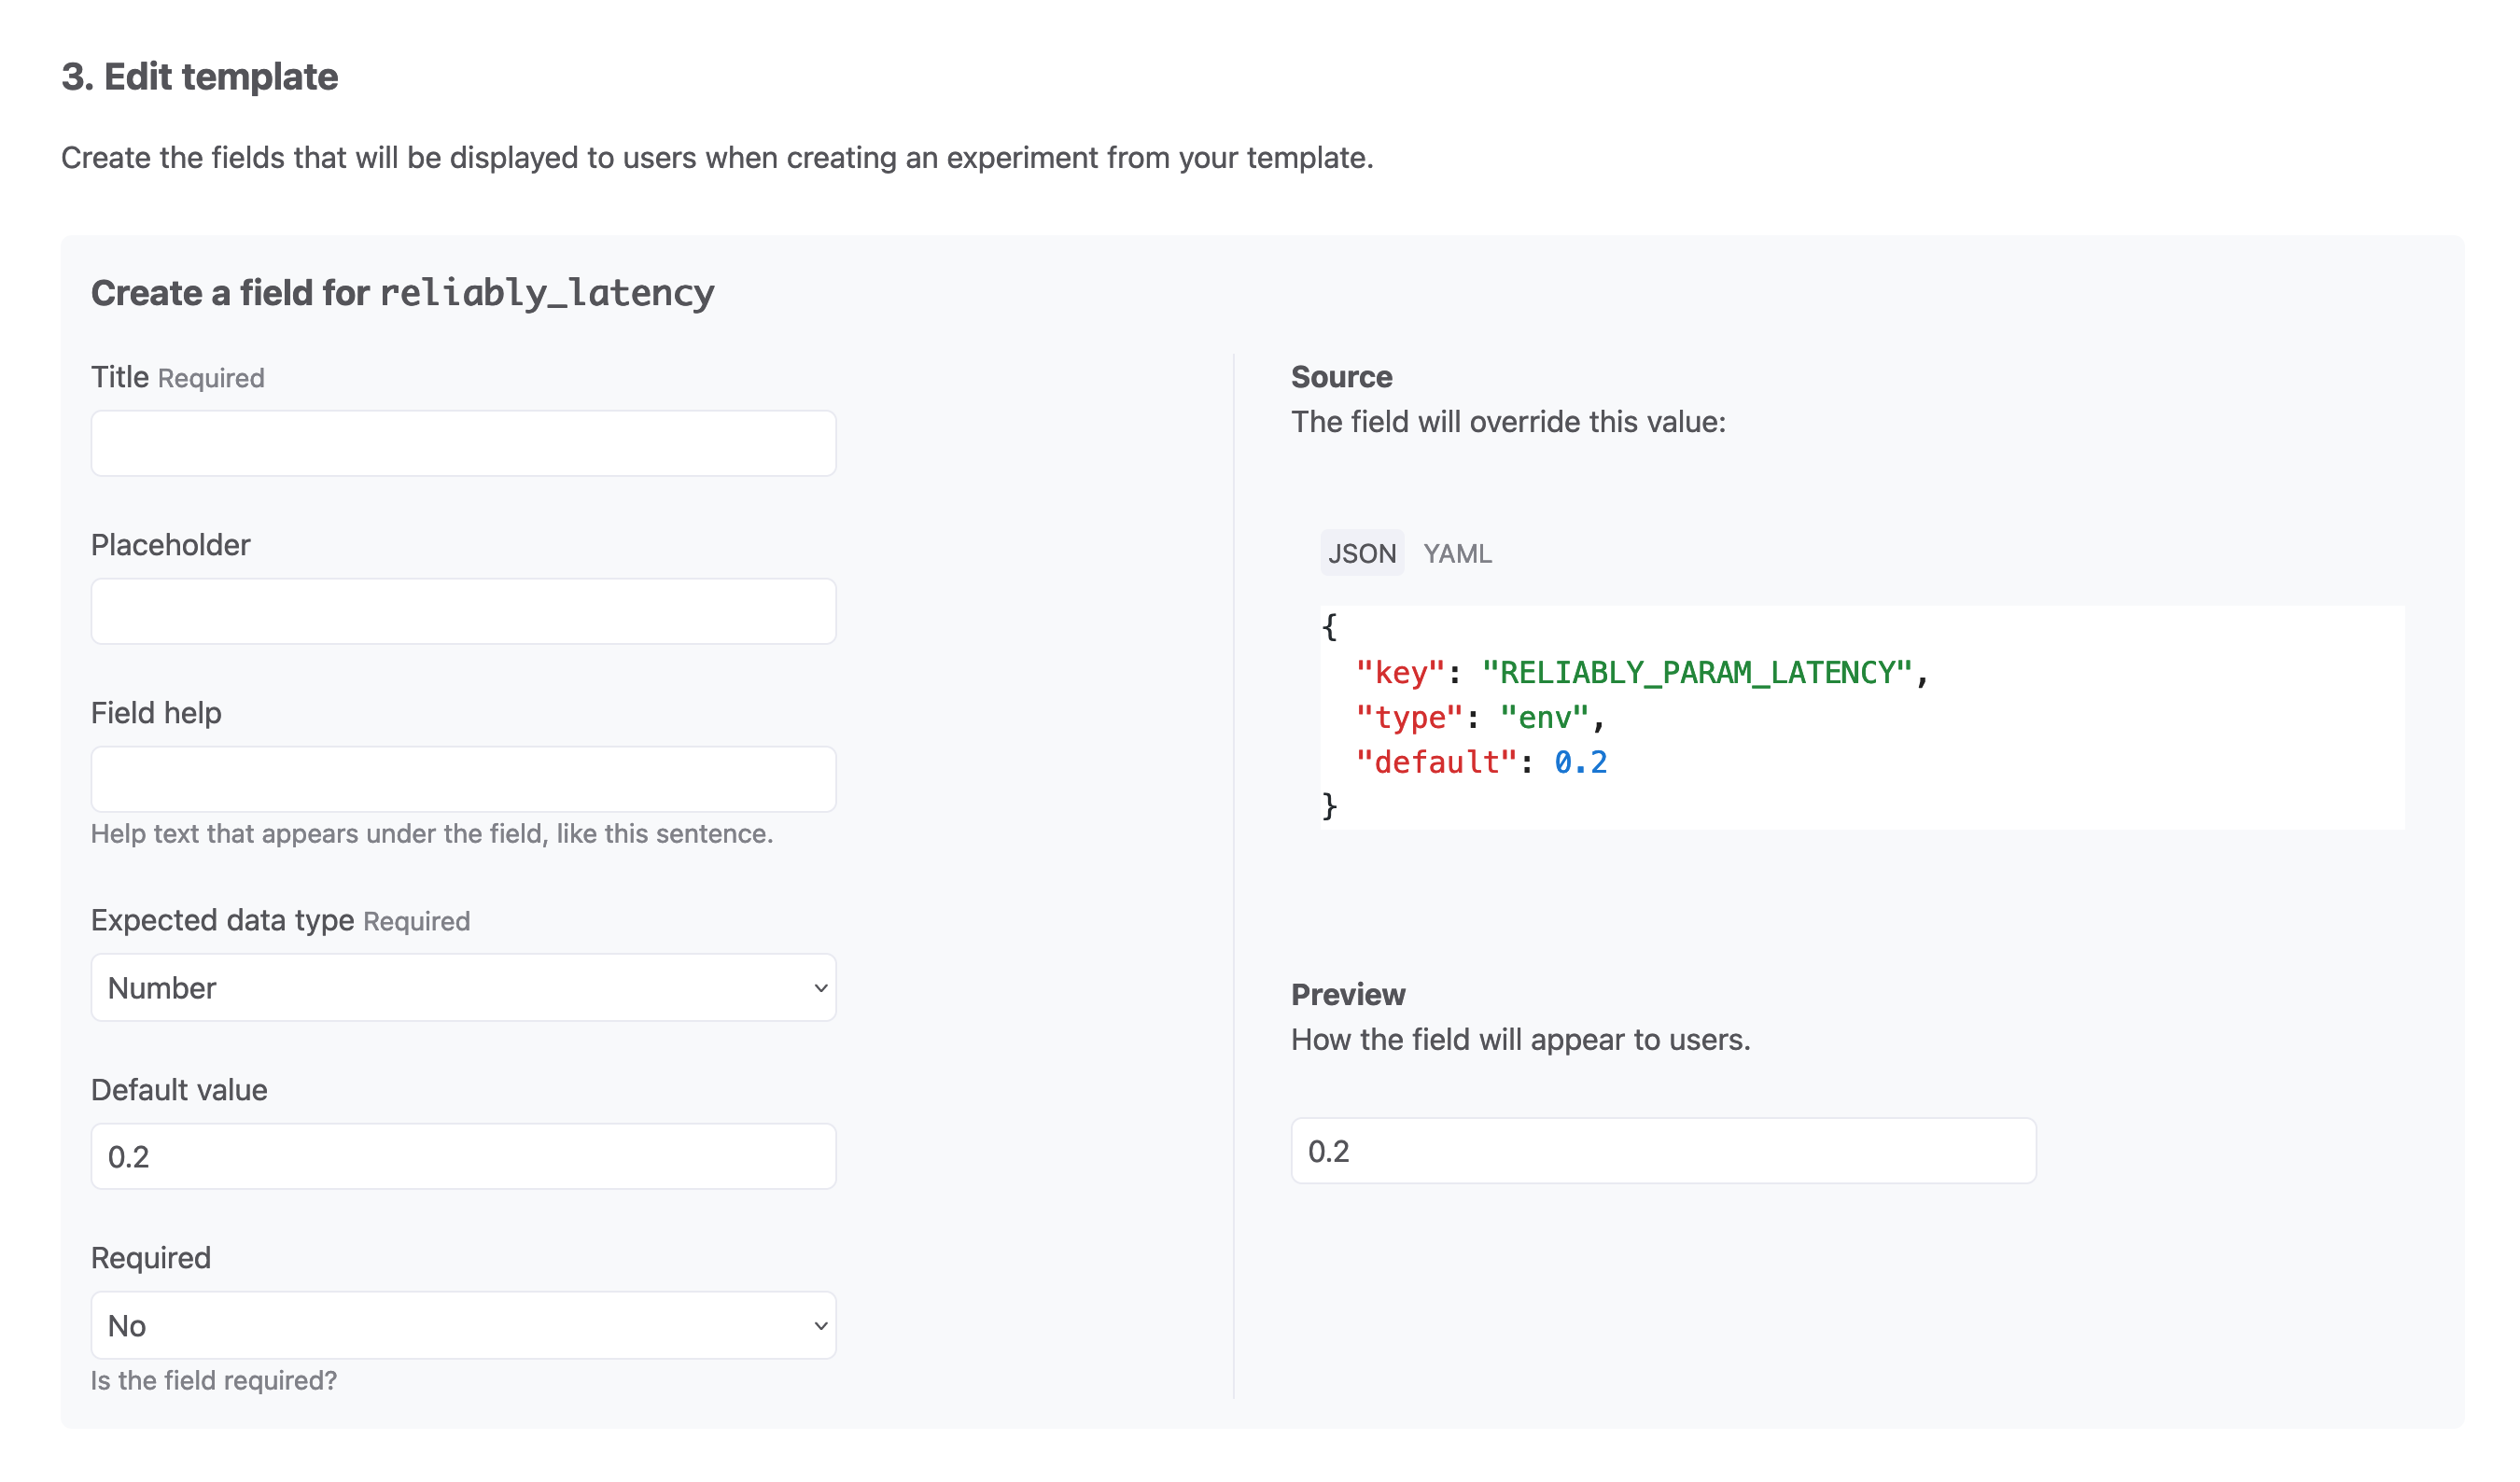 3. Edit template
Create the fields that will be displayed to users when creating an experiment from your template.
Create a field for reliably_latency
Title Required
Placeholder
Field help
Help text that appears under the field, like this sentence.
Expected data type Required
Number
Default value
0.2
Required
No
Is the field required?
Source
The field will override this value:
JSON YAML
{
  "key": "RELIABLY_PARAM_LATENCY",
  "type": "env",
  "default": 0.2
}
Preview
How the field will appear to users.
0.2